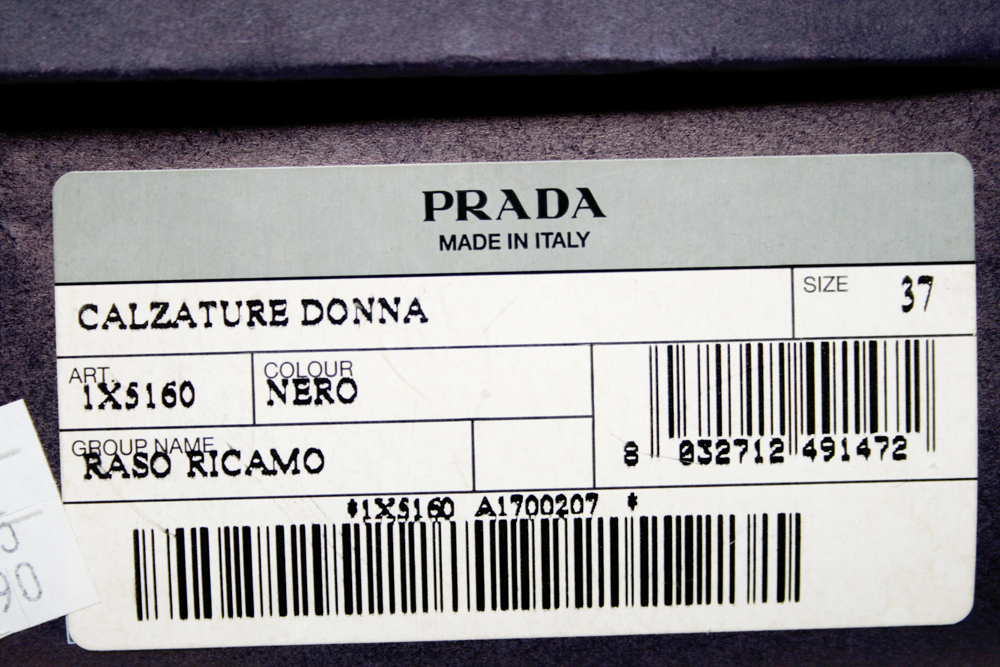 PRADA
MADE IN ITALY
CALZATURE DONNA
SIZE 37
ART.
1X5160
COLOUR
NERO
GROUP NAME
RASO RICAMO
8 032712 491472
*1X5160 A1700207 *
90